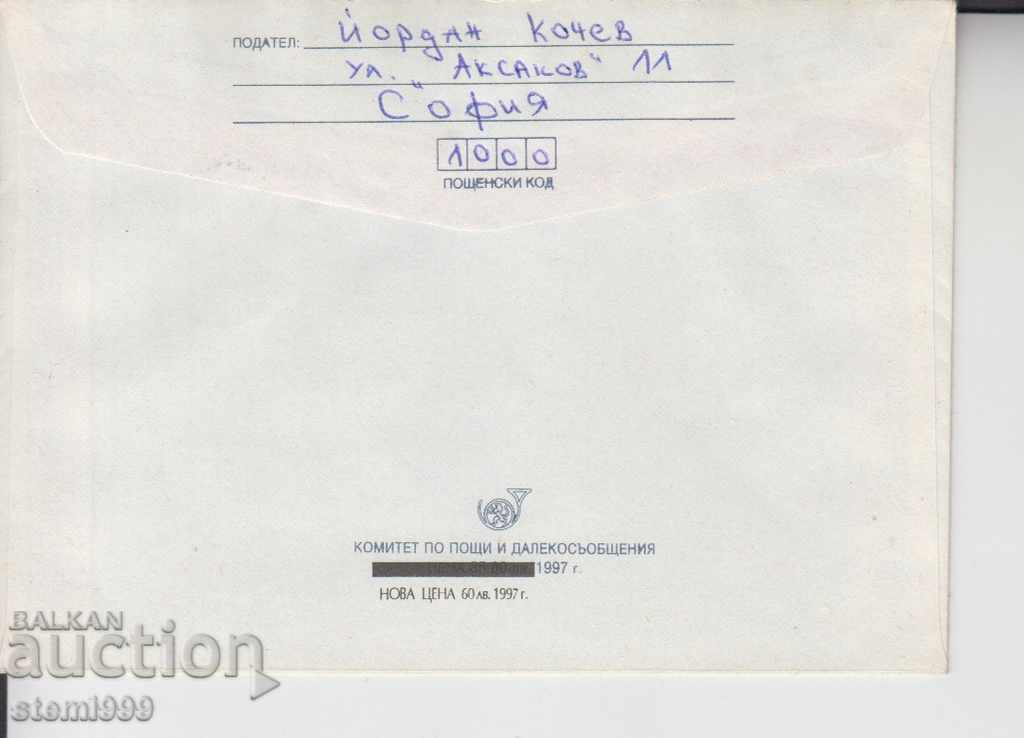 ПОДАТЕЛ: Йордан Кочев
ул. "Аксаков" 11
София
1000
ПОЩЕНСКИ КОД
КОМИТЕТ ПО ПОЩИ И ДАЛЕКОСЪОБЩЕНИЯ
1997 г.
НОВА ЦЕНА 60 лв. 1997 г.
BALKAN
auction
stemi999